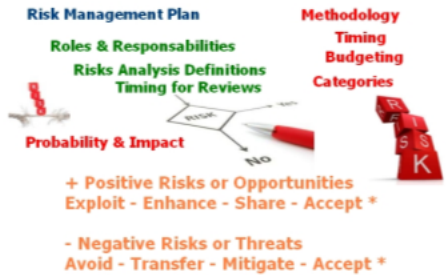 Risk Management Plan
Methodology
Timing
Budgeting
Categories
Roles & Responsibilities
Risks Analysis Definitions
Timing for Reviews
Probability & Impact
RISK
Yes
No
RISK
+ Positive Risks or Opportunities
Exploit - Enhance - Share - Accept *
- Negative Risks or Threats
Avoid - Transfer - Mitigate - Accept *